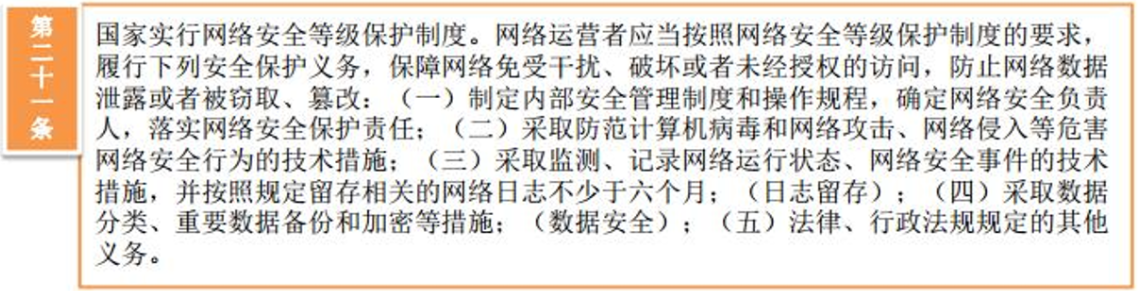 第二十一条
国家实行网络安全等级保护制度。网络运营者应当按照网络安全等级保护制度的要求，
履行下列安全保护义务，保障网络免受干扰、破坏或者未经授权的访问，防止网络数据
泄露或者被窃取、篡改：（一）制定内部安全管理制度和操作规程，确定网络安全负责
人，落实网络安全保护责任；（二）采取防范计算机病毒和网络攻击、网络侵入等危害
网络安全行为的技术措施；（三）采取监测、记录网络运行状态、网络安全事件的技术
措施，并按照规定留存相关的网络日志不少于六个月；（日志留存）；（四）采取数据
分类、重要数据备份和加密等措施；（数据安全）；（五）法律、行政法规规定的其他
义务。